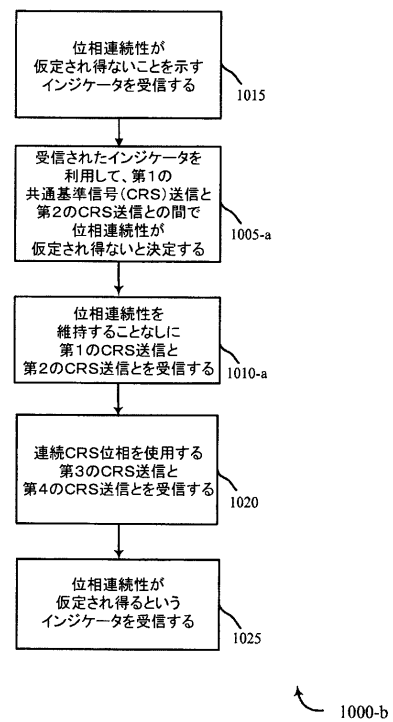 位相連続性が
仮定され得ないことを示す
インジケータを受信する
1015
受信されたインジケータを
利用して、第1の
共通基準信号(CRS)送信と
第2のCRS送信との間で
位相連続性が
仮定され得ないと決定する
1005-a
位相連続性を
維持することなしに
第1のCRS送信と
第2のCRS送信とを受信する
1010-a
連続CRS位相を使用する
第3のCRS送信と
第4のCRS送信とを受信する
1020
位相連続性が
仮定され得るという
インジケータを受信する
1025
1000-b